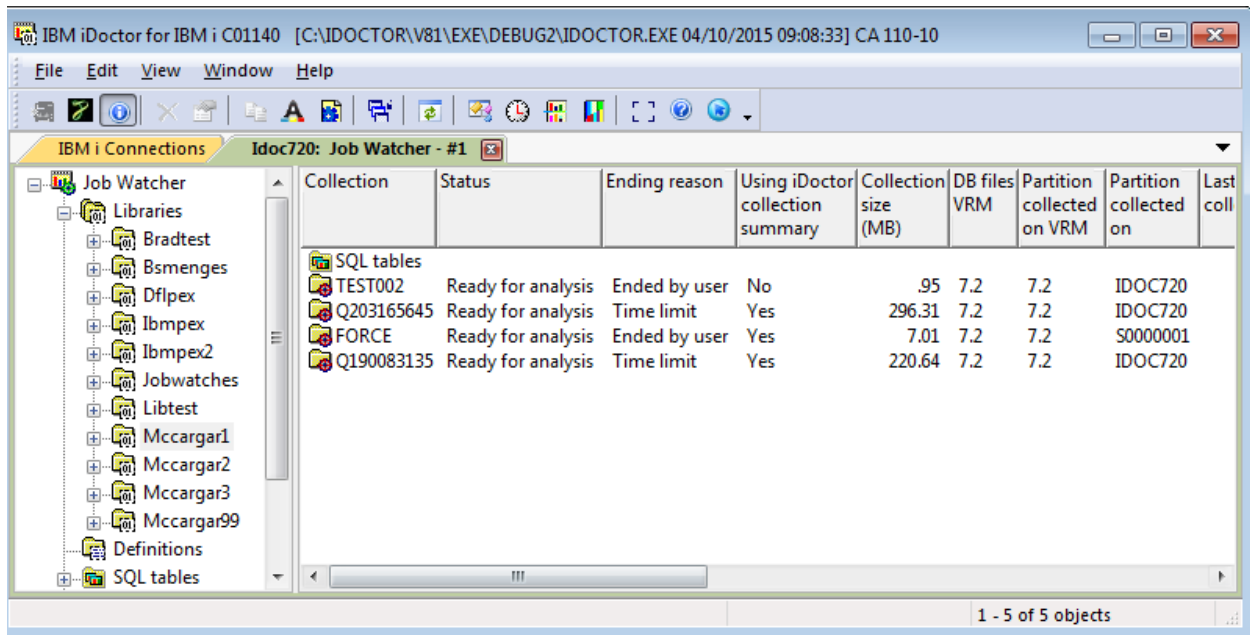 IBM iDoctor for IBM i C01140 [C:\IDOCTOR\V81\EXE\DEBUG2\IDOCTOR.EXE 04/10/2015 09:08:33] CA 110-10
File Edit View Window Help
IBM i Connections Idoc720: Job Watcher - #1
Job Watcher
Libraries
Bradtest
Bsmenges
Dflpex
Ibmpex
Ibmpex2
Jobwatches
Libtest
Mccargar1
Mccargar2
Mccargar3
Mccargar99
Definitions
SQL tables
Collection Status Ending reason Using iDoctor Collection DB files Partition Partition Last
collection size VRM collected collected coll
summary (MB) on VRM on
SQL tables
TEST002 Ready for analysis Ended by user No .95 7.2 7.2 IDOC720
Q203165645 Ready for analysis Time limit Yes 296.31 7.2 7.2 IDOC720
FORCE Ready for analysis Ended by user Yes 7.01 7.2 7.2 S0000001
Q190083135 Ready for analysis Time limit Yes 220.64 7.2 7.2 IDOC720
1 - 5 of 5 objects